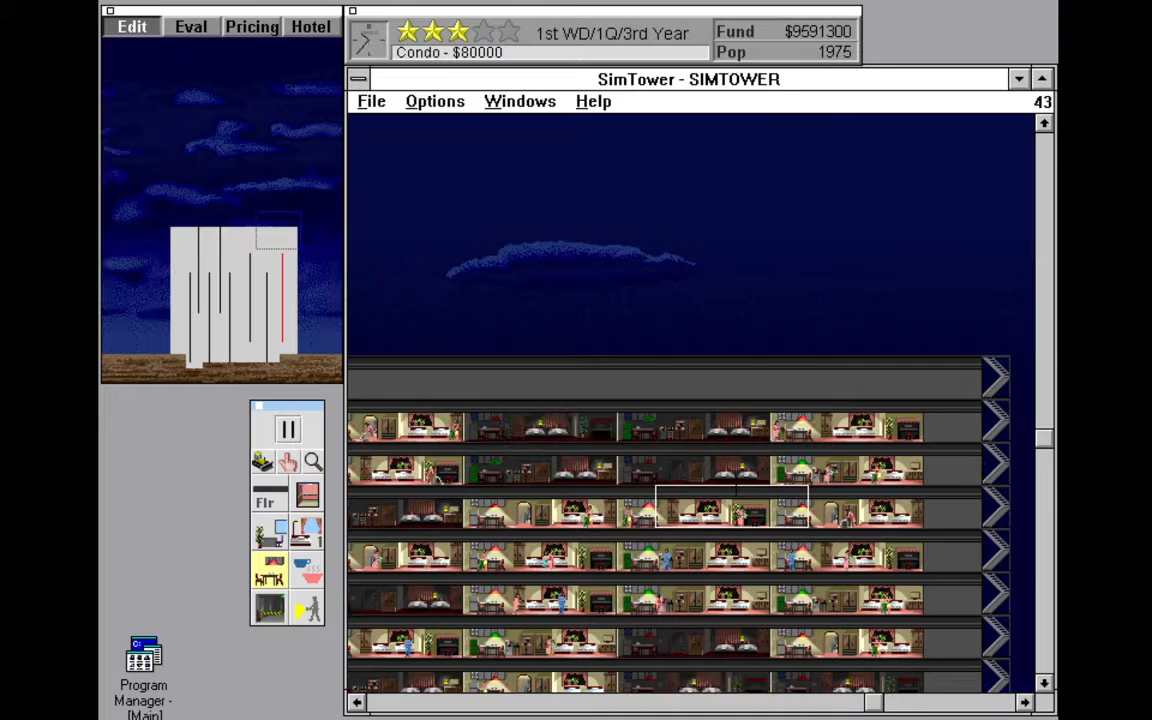 Edit Eval Pricing Hotel
1st WD/1Q/3rd Year
Condo - $80000
Fund $9591300
Pop 1975
SimTower - SIMTOWER
File Options Windows Help 43
Flr
1
C:\
Program
Manager -
[Main]